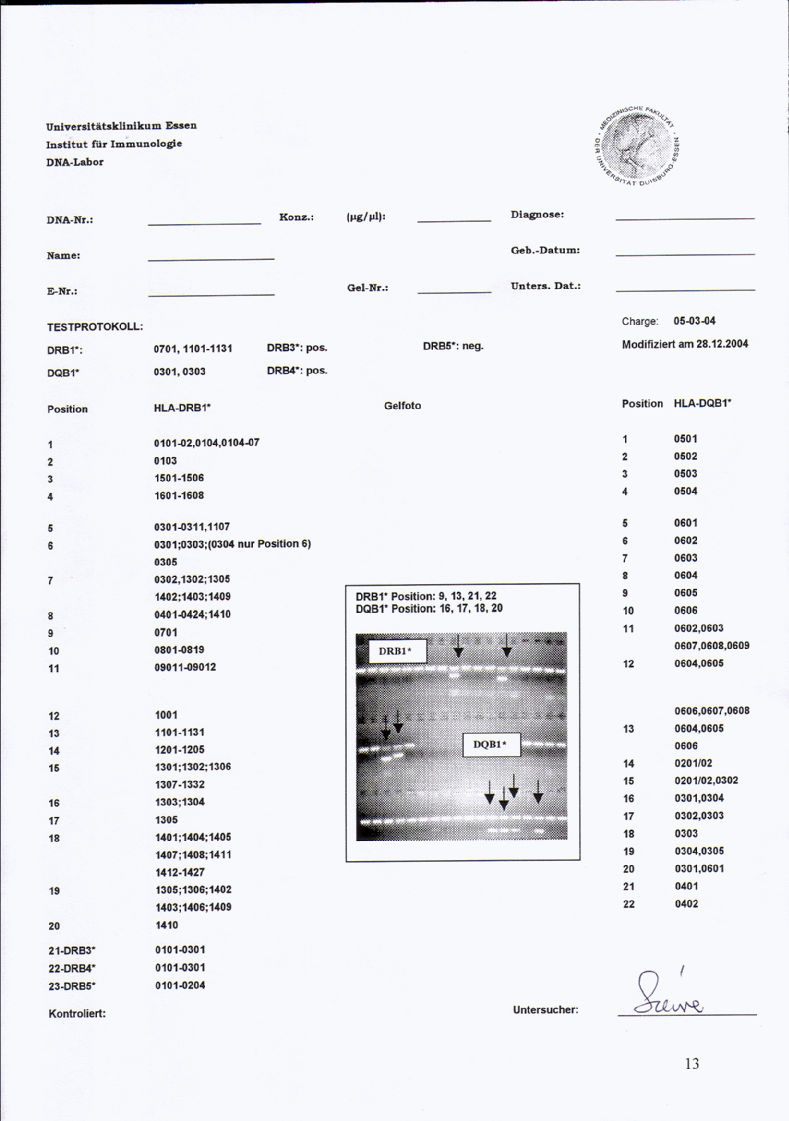 Universitätsklinikum Essen
Institut für Immunologie
DNA-Labor
MEDIZINISCHE FAKULTÄT · DER UNIVERSITÄT DUISBURG-ESSEN
DNA-Nr.: Konz.: (µg/µl): Diagnose:
Name: Geb.-Datum:
E-Nr.: Gel-Nr.: Unters. Dat.:
TESTPROTOKOLL: Charge: 05-03-04
DRB1*: 0701, 1101-1131 DRB3*: pos. DRB5*: neg. Modifiziert am 28.12.2004
DQB1* 0301, 0303 DRB4*: pos.
Position HLA-DRB1*
1 0101-02,0104,0104-07
2 0103
3 1501-1506
4 1601-1608
5 0301-0311,1107
6 0301;0303;(0304 nur Position 6)
0305
7 0302,1302;1305
1402;1403;1409
8 0401-0424;1410
9 0701
10 0801-0819
11 09011-09012
12 1001
13 1101-1131
14 1201-1205
15 1301;1302;1306
1307-1332
16 1303;1304
17 1305
18 1401;1404;1405
1407;1408;1411
1412-1427
19 1305;1306;1402
1403;1406;1409
20 1410
21-DRB3* 0101-0301
22-DRB4* 0101-0301
23-DRB5* 0101-0204
Kontroliert:
Gelfoto
DRB1* Position: 9, 13, 21, 22
DQB1* Position: 16, 17, 18, 20
DRB1*
DQB1*
Position HLA-DQB1*
1 0501
2 0502
3 0503
4 0504
5 0601
6 0602
7 0603
8 0604
9 0605
10 0606
11 0602,0603
0607,0608,0609
12 0604,0605
0606,0607,0608
13 0604,0605
0606
14 0201/02
15 0201/02,0302
16 0301,0304
17 0302,0303
18 0303
19 0304,0305
20 0301,0601
21 0401
22 0402
Untersucher:
13